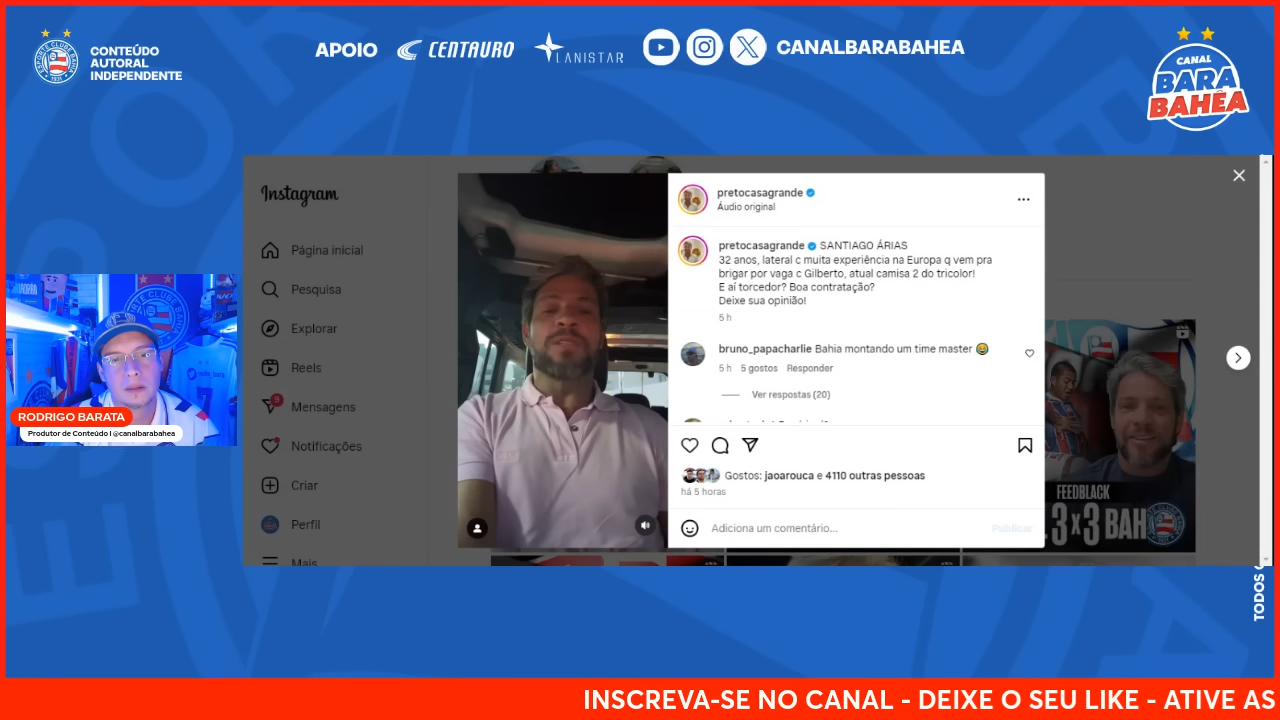 CONTEÚDO
AUTORAL
INDEPENDENTE
APOIO
CENTAURO
LANISTAR
CANALBARABAHEA
CANAL
BARA
BAHÊA
Instagram
Página inicial
Pesquisa
Explorar
Reels
9
Mensagens
Notificações
Criar
Perfil
Mais
pretocasagrande
Áudio original
pretocasagrande SANTIAGO ÁRIAS
32 anos, lateral c muita experiência na Europa q vem pra
brigar por vaga c Gilberto, atual camisa 2 do tricolor!
E aí torcedor? Boa contratação?
Deixe sua opinião!
5 h
bruno_papacharlie Bahia montando um time master 😂
5 h 5 gostos Responder
Ver respostas (20)
Gostos: jaoarouca e 4110 outras pessoas
há 5 horas
Adiciona um comentário...
Publicar
FEEDBLACK
3 x 3 BAH
RODRIGO BARATA
Produtor de Conteúdo | @canalbarabahea
TODOS
INSCREVA-SE NO CANAL - DEIXE O SEU LIKE - ATIVE AS